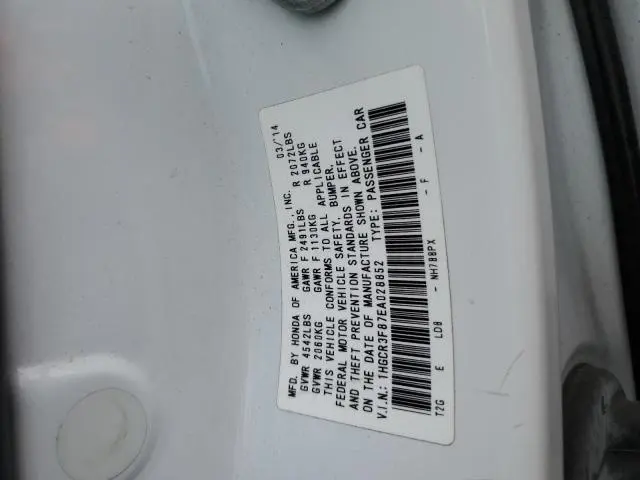 MFD. BY HONDA OF AMERICA MFG., INC. 03/14
GVWR 4542LBS GAWR F 2491LBS R 2072LBS
GVWR 2060KG GAWR F 1130KG R 940KG
THIS VEHICLE CONFORMS TO ALL APPLICABLE
FEDERAL MOTOR VEHICLE SAFETY, BUMPER,
AND THEFT PREVENTION STANDARDS IN EFFECT
ON THE DATE OF MANUFACTURE SHOWN ABOVE.
V.I.N.: 1HGCR3F87EA028852 TYPE: PASSENGER CAR
T2G E LD8 - NH788PX - F - A